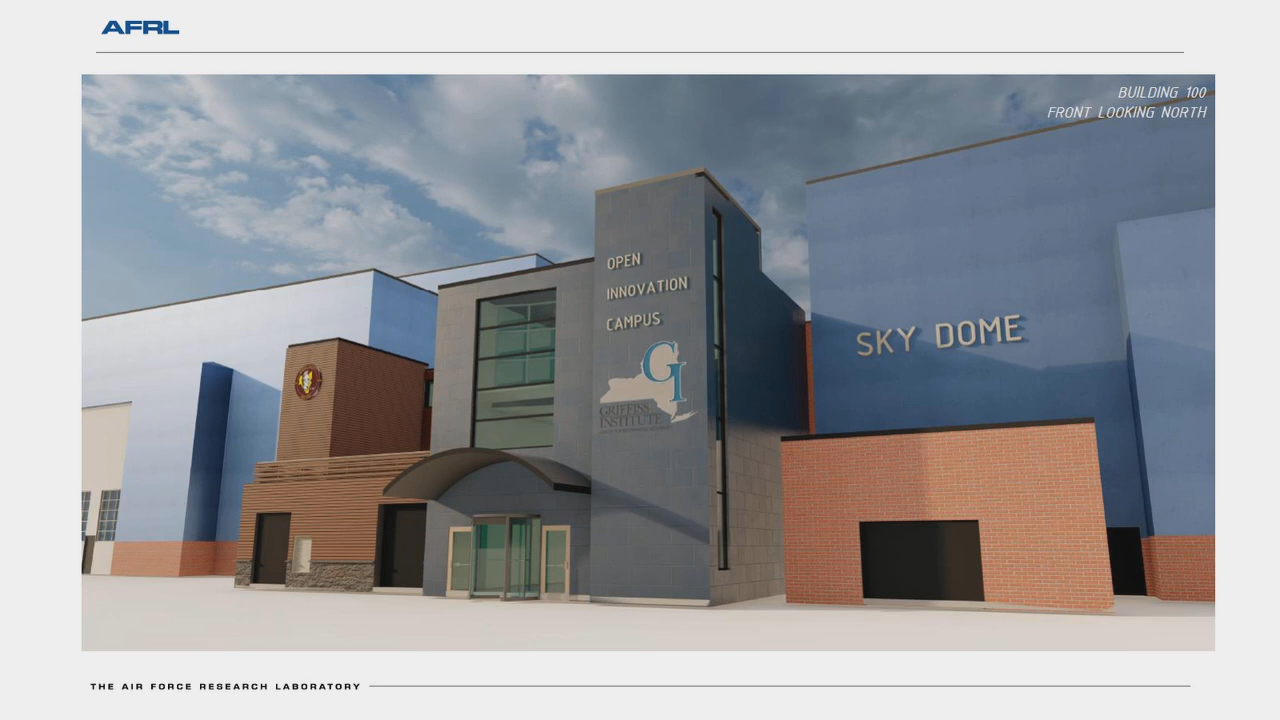 AFRL
BUILDING 100
FRONT LOOKING NORTH
OPEN
INNOVATION
CAMPUS
GI
GRIFFISS
INSTITUTE
SKY DOME
THE AIR FORCE RESEARCH LABORATORY